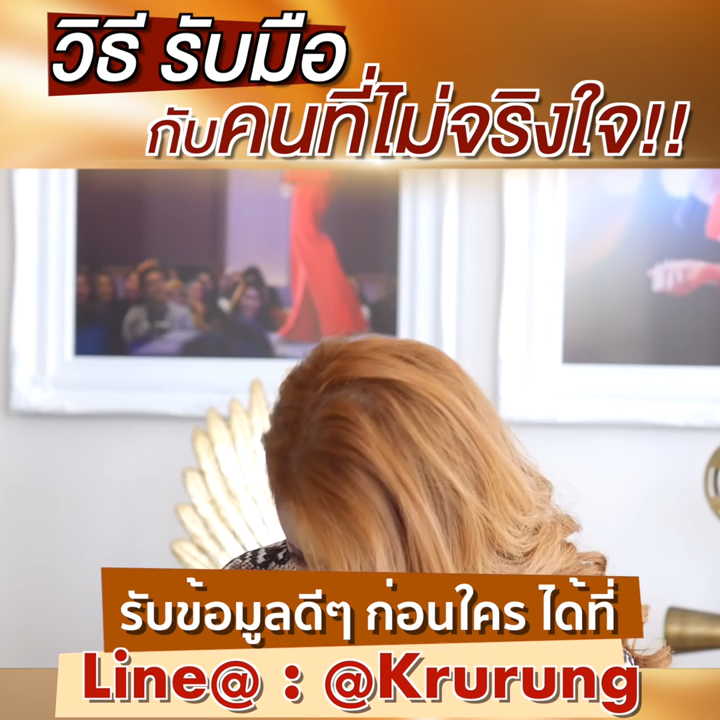 วิธี รับมือ
กับคนที่ไม่จริงใจ!!
รับข้อมูลดีๆ ก่อนใคร ได้ที่
Line@ : @Krurung